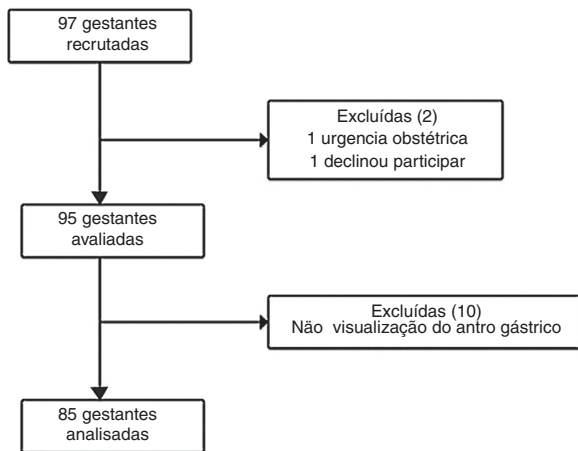 97 gestantes
recrutadas
Excluídas (2)
1 urgencia obstétrica
1 declinou participar
95 gestantes
avaliadas
Excluídas (10)
Näo visualização do antro gástrico
85 gestantes
analisadas